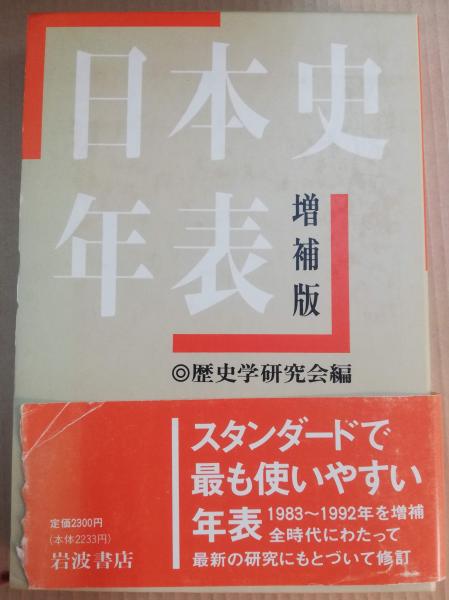 日本史
年表
増補版
◎歴史学研究会編
スタンダードで
最も使いやすい
年表 1983〜1992年を増補
全時代にわたって
最新の研究にもとづいて修訂
定価2300円
(本体2233円)
岩波書店